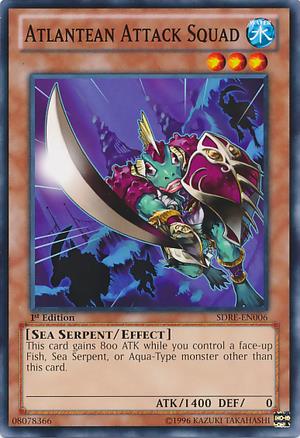 ATLANTEAN ATTACK SQUAD
WATER
水
1st Edition
SDRE-EN006
[SEA SERPENT/EFFECT]
This card gains 800 ATK while you control a face-up
Fish, Sea Serpent, or Aqua-Type monster other than
this card.
ATK/1400 DEF/ 0
08078366
©1996 KAZUKI TAKAHASHI